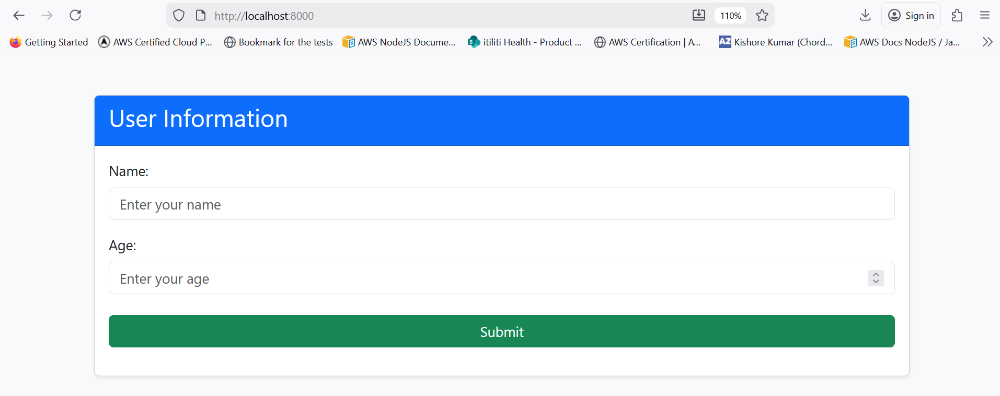 http://localhost:8000 110% Sign in
Getting Started AWS Certified Cloud P... Bookmark for the tests AWS NodeJS Docume... itiliti Health - Product ... AWS Certification | A... AZ Kishore Kumar (Chord... AWS Docs NodeJS / Ja...
User Information
Name:
Enter your name
Age:
Enter your age
Submit